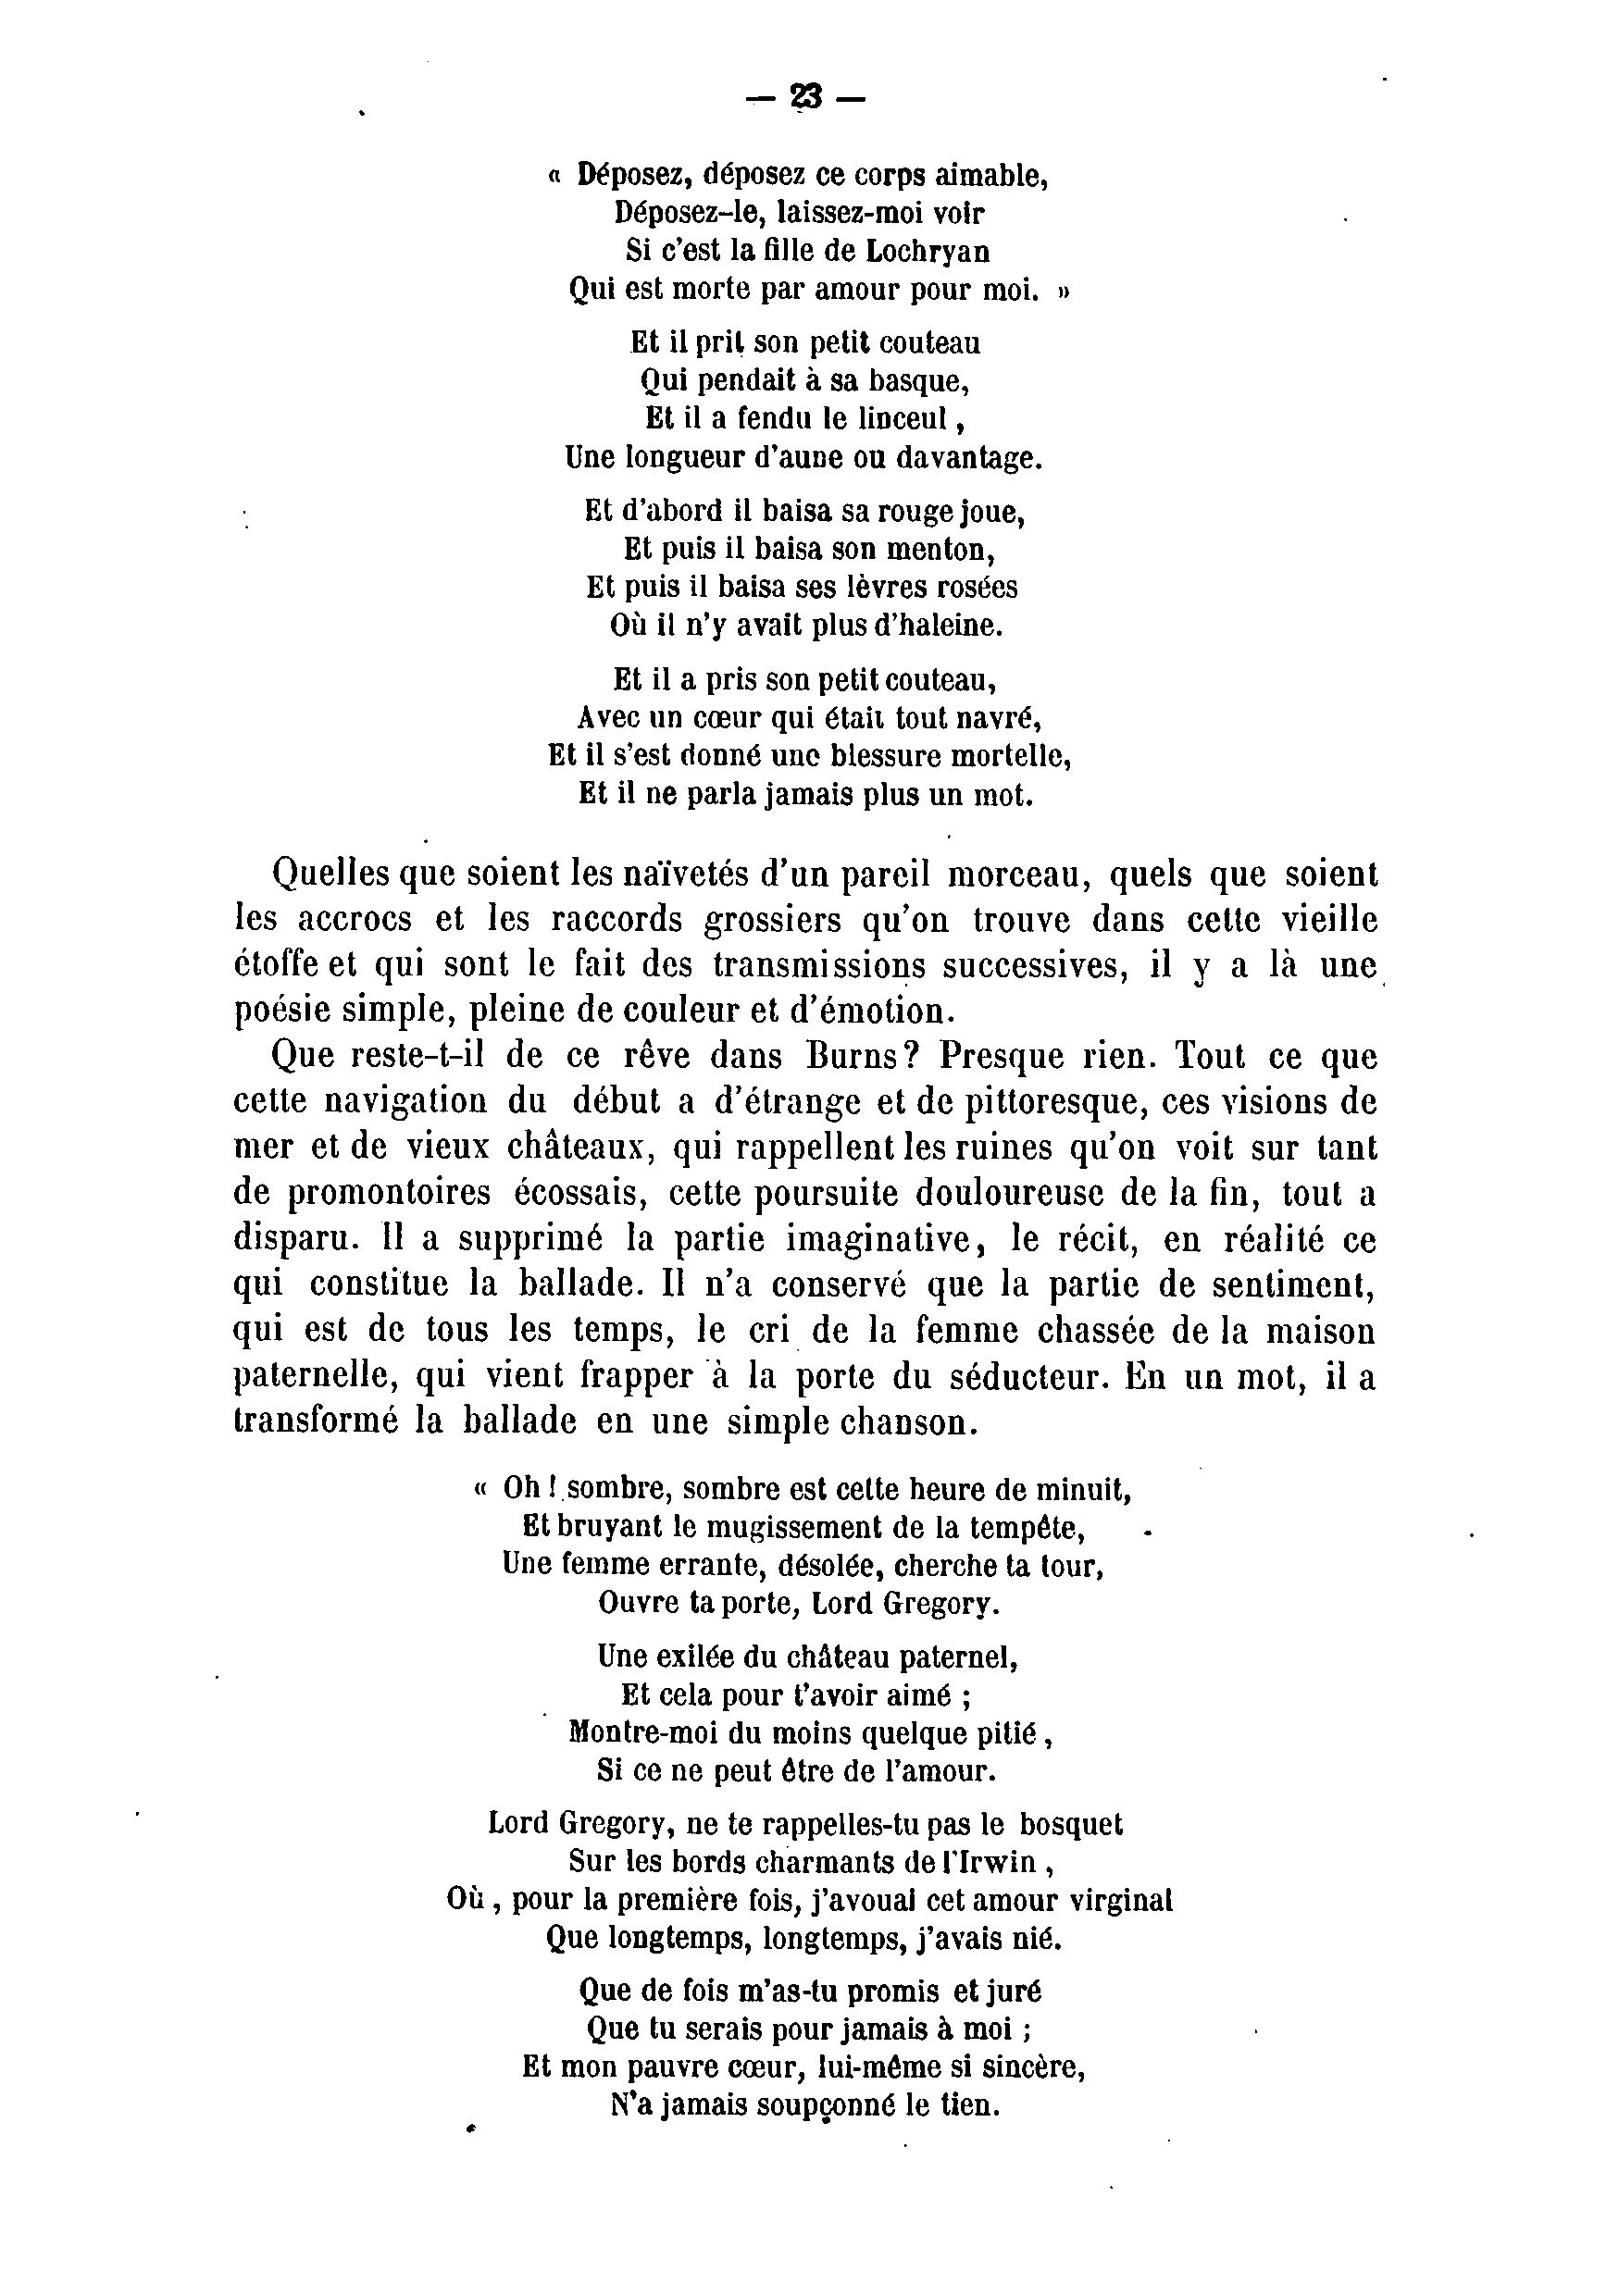 — 23 —
« Déposez, déposez ce corps aimable,
Déposez-le, laissez-moi voir
Si c'est la fille de Lochryan
Qui est morte par amour pour moi. »
Et il prit son petit couteau
Qui pendait à sa basque,
Et il a fendu le linceul ,
Une longueur d'aune ou davantage.
Et d'abord il baisa sa rouge joue,
Et puis il baisa son menton,
Et puis il baisa ses lèvres rosées
Où il n'y avait plus d'haleine.
Et il a pris son petit couteau,
Avec un cœur qui était tout navré,
Et il s'est donné une blessure mortelle,
Et il ne parla jamais plus un mot.
Quelles que soient les naïvetés d'un pareil morceau, quels que soient
les accrocs et les raccords grossiers qu'on trouve dans cette vieille
étoffe et qui sont le fait des transmissions successives, il y a là une
poésie simple, pleine de couleur et d'émotion.
Que reste-t-il de ce rêve dans Burns? Presque rien. Tout ce que
cette navigation du début a d'étrange et de pittoresque, ces visions de
mer et de vieux châteaux, qui rappellent les ruines qu'on voit sur tant
de promontoires écossais, cette poursuite douloureuse de la fin, tout a
disparu. Il a supprimé la partie imaginative, le récit, en réalité ce
qui constitue la ballade. Il n'a conservé que la partie de sentiment,
qui est de tous les temps, le cri de la femme chassée de la maison
paternelle, qui vient frapper à la porte du séducteur. En un mot, il a
transformé la ballade en une simple chanson.
« Oh ! sombre, sombre est cette heure de minuit,
Et bruyant le mugissement de la tempête,
Une femme errante, désolée, cherche ta tour,
Ouvre ta porte, Lord Gregory.
Une exilée du château paternel,
Et cela pour t'avoir aimé ;
Montre-moi du moins quelque pitié ,
Si ce ne peut être de l'amour.
Lord Gregory, ne te rappelles-tu pas le bosquet
Sur les bords charmants de l'Irwin ,
Où , pour la première fois, j'avouai cet amour virginal
Que longtemps, longtemps, j'avais nié.
Que de fois m'as-tu promis et juré
Que tu serais pour jamais à moi ;
Et mon pauvre cœur, lui-même si sincère,
N'a jamais soupçonné le tien.